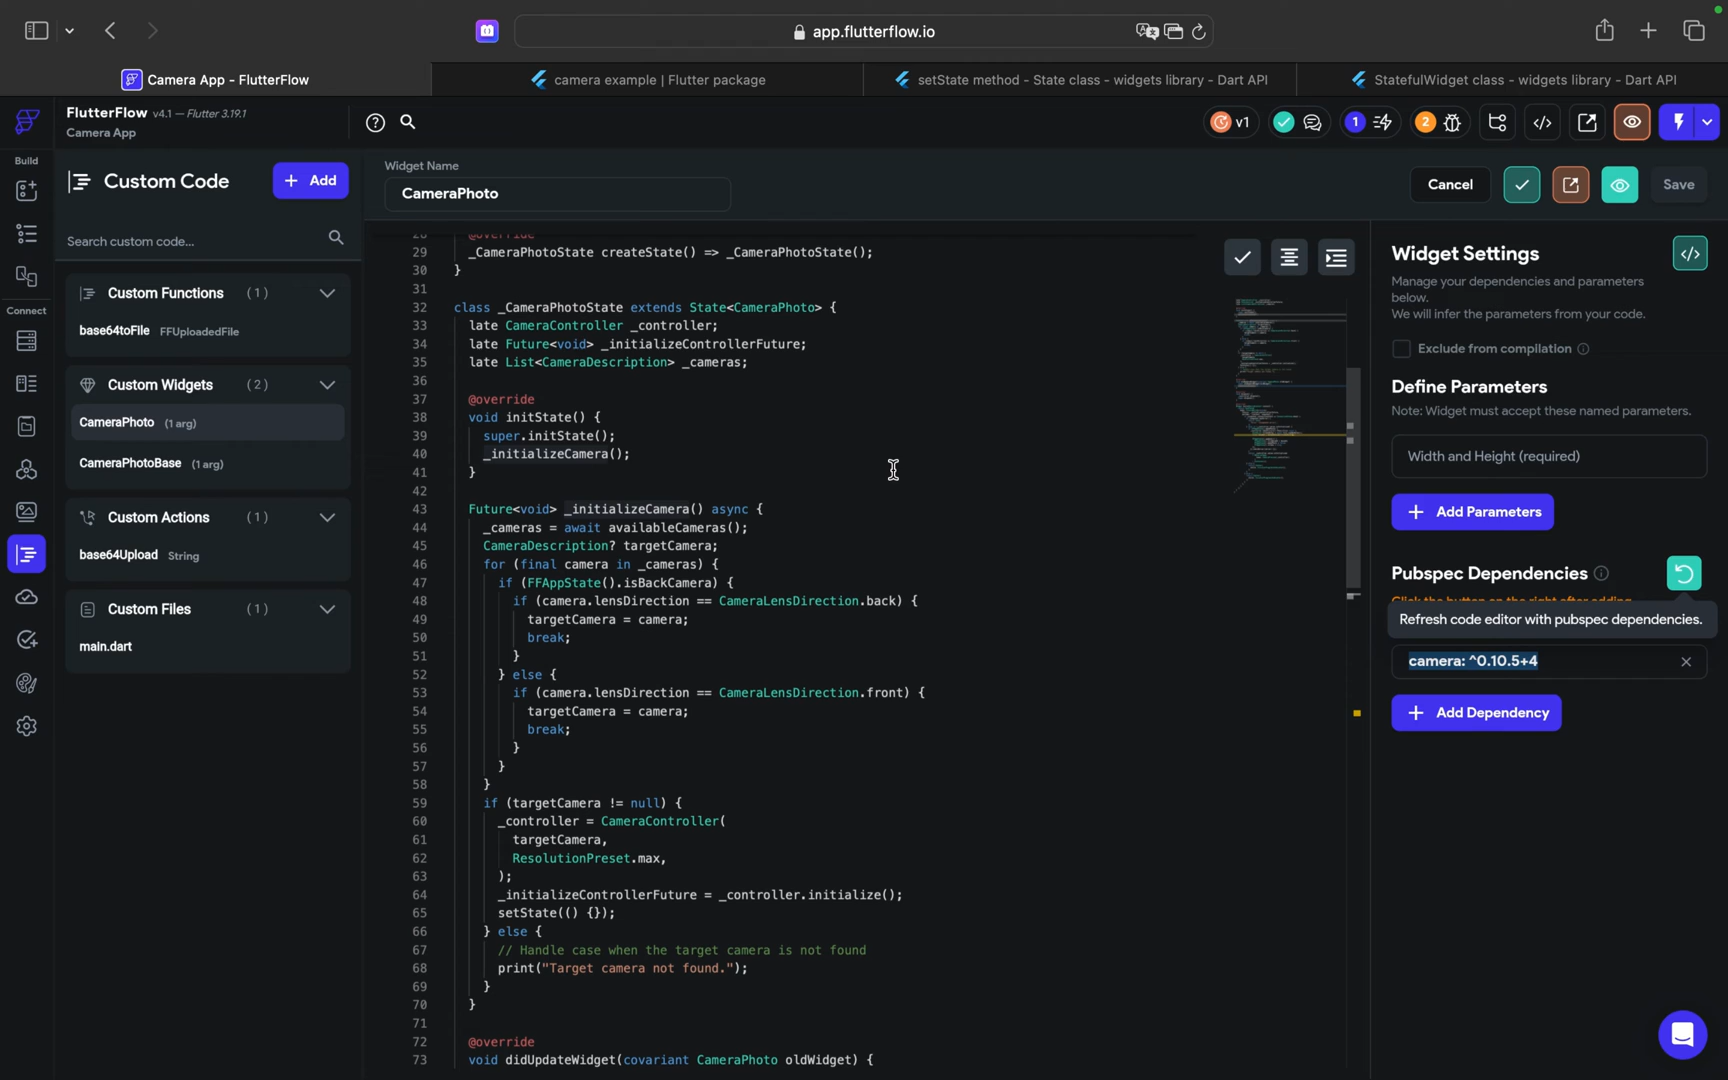 app.flutterflow.io
Camera App - FlutterFlow
camera example | Flutter package
setState method - State class - widgets library - Dart API
StatefulWidget class - widgets library - Dart API
FlutterFlow v4.1 — Flutter 3.19.1
Camera App
v1
1
2
Build
Connect
Custom Code
+ Add
Search custom code...
Custom Functions (1)
base64toFile FFUploadedFile
Custom Widgets (2)
CameraPhoto (1 arg)
CameraPhotoBase (1 arg)
Custom Actions (1)
base64Upload String
Custom Files (1)
main.dart
Widget Name
CameraPhoto
Cancel
Save
28 @override
29 _CameraPhotoState createState() => _CameraPhotoState();
30 }
31
32 class _CameraPhotoState extends State<CameraPhoto> {
33 late CameraController _controller;
34 late Future<void> _initializeControllerFuture;
35 late List<CameraDescription> _cameras;
36
37 @override
38 void initState() {
39 super.initState();
40 _initializeCamera();
41 }
42
43 Future<void> _initializeCamera() async {
44 _cameras = await availableCameras();
45 CameraDescription? targetCamera;
46 for (final camera in _cameras) {
47 if (FFAppState().isBackCamera) {
48 if (camera.lensDirection == CameraLensDirection.back) {
49 targetCamera = camera;
50 break;
51 }
52 } else {
53 if (camera.lensDirection == CameraLensDirection.front) {
54 targetCamera = camera;
55 break;
56 }
57 }
58 }
59 if (targetCamera != null) {
60 _controller = CameraController(
61 targetCamera,
62 ResolutionPreset.max,
63 );
64 _initializeControllerFuture = _controller.initialize();
65 setState(() {});
66 } else {
67 // Handle case when the target camera is not found
68 print("Target camera not found.");
69 }
70 }
71
72 @override
73 void didUpdateWidget(covariant CameraPhoto oldWidget) {
Widget Settings
Manage your dependencies and parameters
below.
We will infer the parameters from your code.
Exclude from compilation
Define Parameters
Note: Widget must accept these named parameters.
Width and Height (required)
+ Add Parameters
Pubspec Dependencies
Click the button on the right after adding
Refresh code editor with pubspec dependencies.
camera: ^0.10.5+4
+ Add Dependency